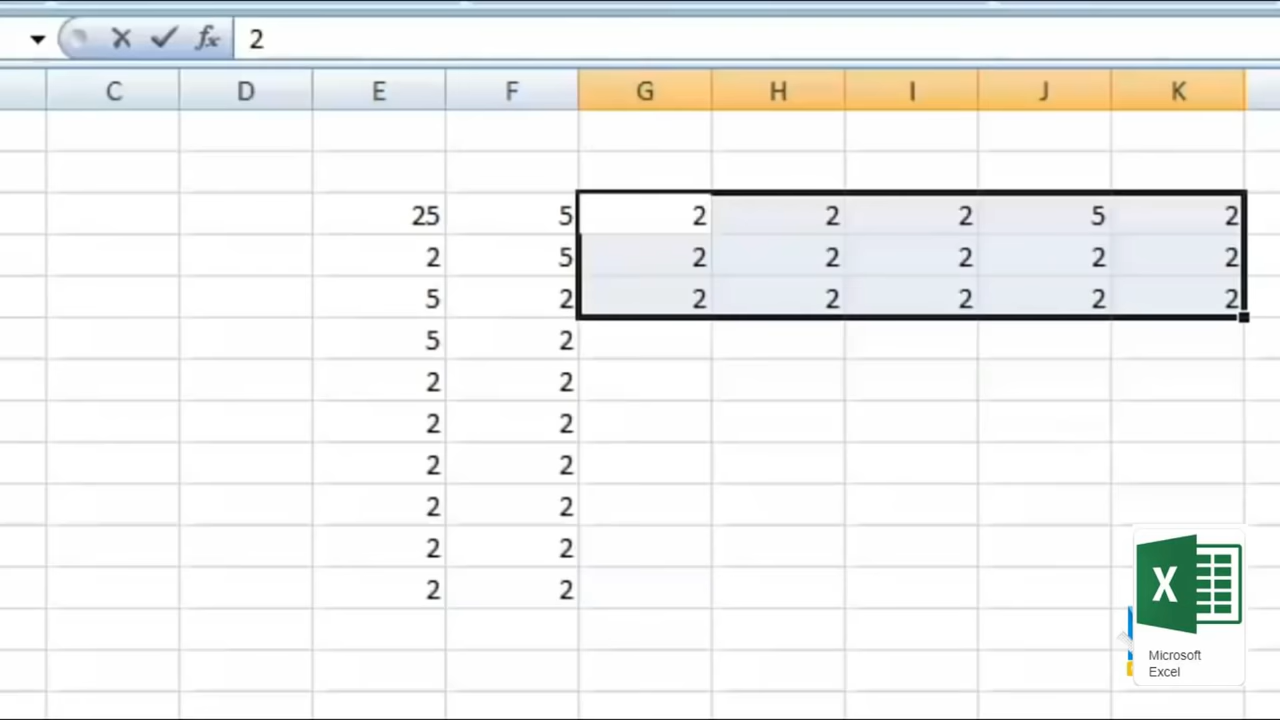 fx 2
C D E F G H I J K
25 5 2 2 2 5 2
2 5 2 2 2 2 2
5 2 2 2 2 2 2
5 2
2 2
2 2
2 2
2 2
2 2
2 2
X
Microsoft
Excel